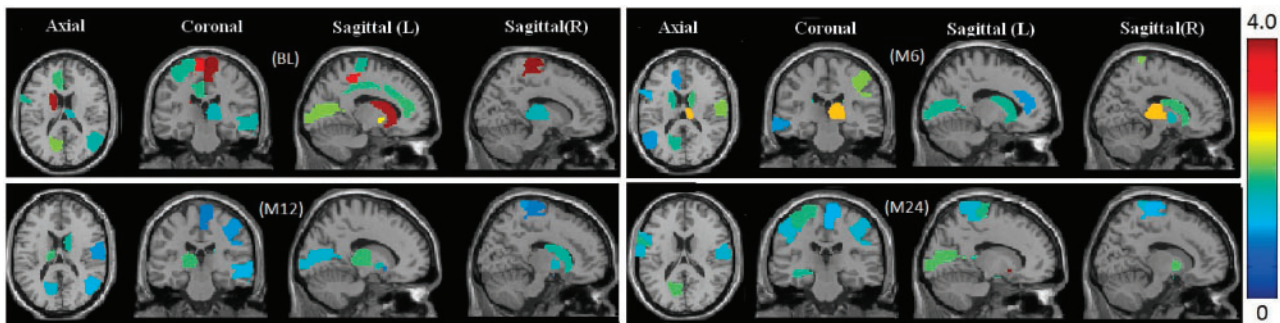 Axial Coronal Sagittal (L) Sagittal(R)
(BL)
Axial Coronal Sagittal (L) Sagittal(R)
(M6)
4.0
(M12)
(M24)
0